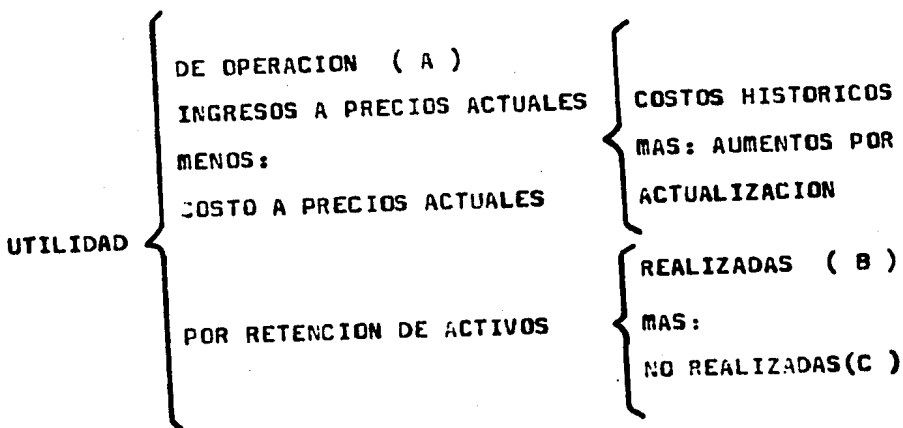 UTILIDAD
DE OPERACION ( A )
INGRESOS A PRECIOS ACTUALES
MENOS:
COSTO A PRECIOS ACTUALES
COSTOS HISTORICOS
MAS: AUMENTOS POR
ACTUALIZACION
POR RETENCION DE ACTIVOS
REALIZADAS ( B )
MAS:
NO REALIZADAS(C )